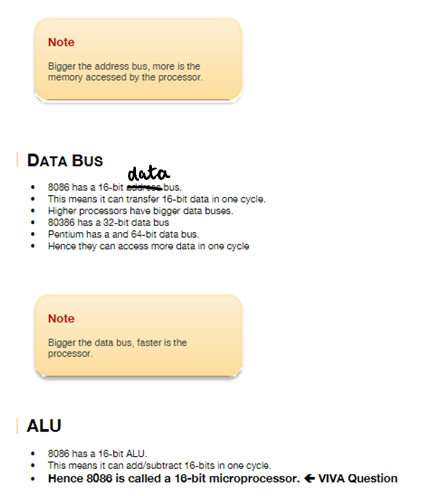 Note
Bigger the address bus, more is the
memory accessed by the processor.
DATA BUS
data
• 8086 has a 16-bit address bus.
• This means it can transfer 16-bit data in one cycle.
• Higher processors have bigger data buses.
• 80386 has a 32-bit data bus
• Pentium has a and 64-bit data bus.
• Hence they can access more data in one cycle
Note
Bigger the data bus, faster is the
processor.
ALU
• 8086 has a 16-bit ALU.
• This means it can add/subtract 16-bits in one cycle.
• Hence 8086 is called a 16-bit microprocessor. ← VIVA Question